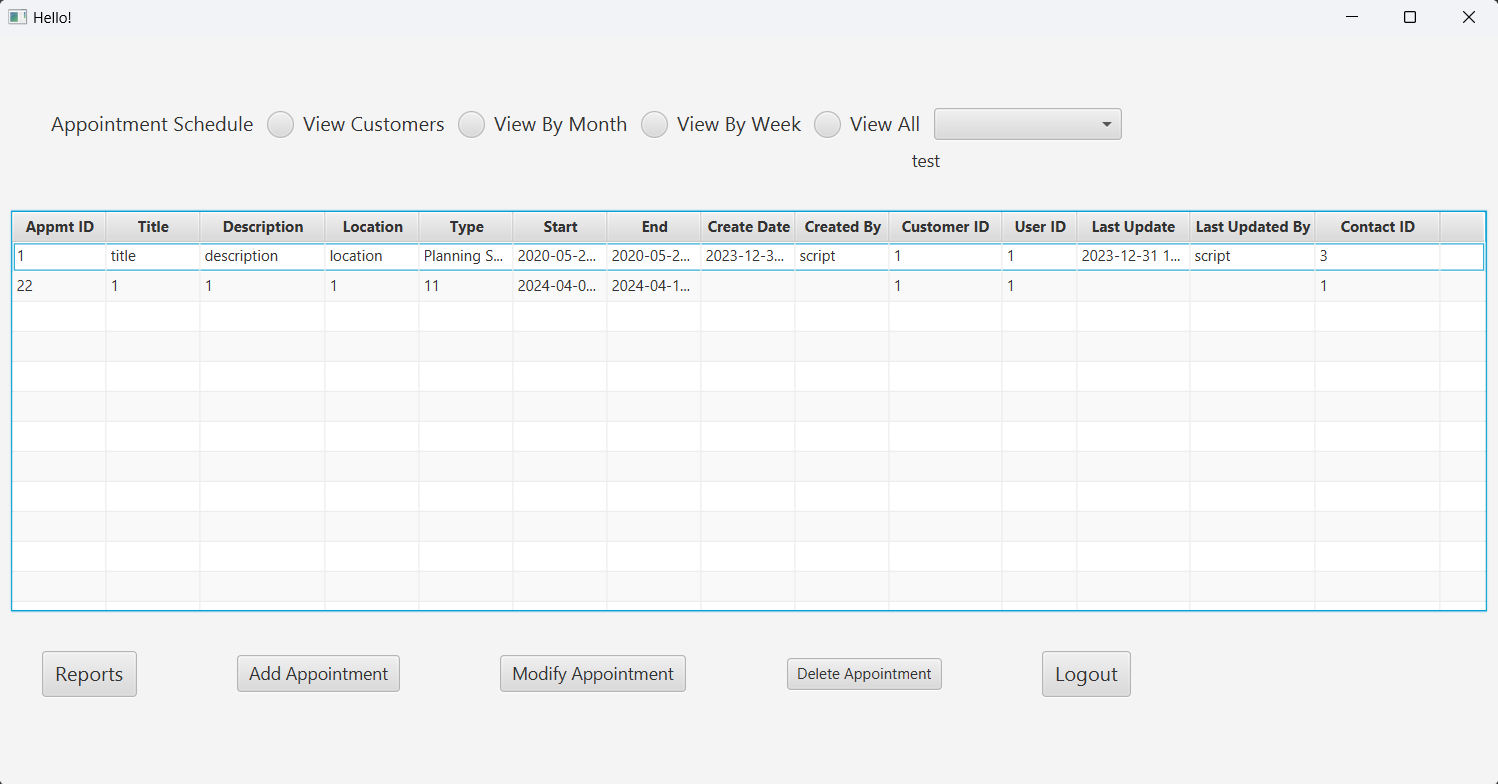 Hello!
Appointment Schedule View Customers View By Month View By Week View All
test
Appmt ID Title Description Location Type Start End Create Date Created By Customer ID User ID Last Update Last Updated By Contact ID
1 title description location Planning S... 2020-05-2... 2020-05-2... 2023-12-3... script 1 1 2023-12-31 1... script 3
22 1 1 1 11 2024-04-0... 2024-04-1... 1 1 1
Reports Add Appointment Modify Appointment Delete Appointment Logout